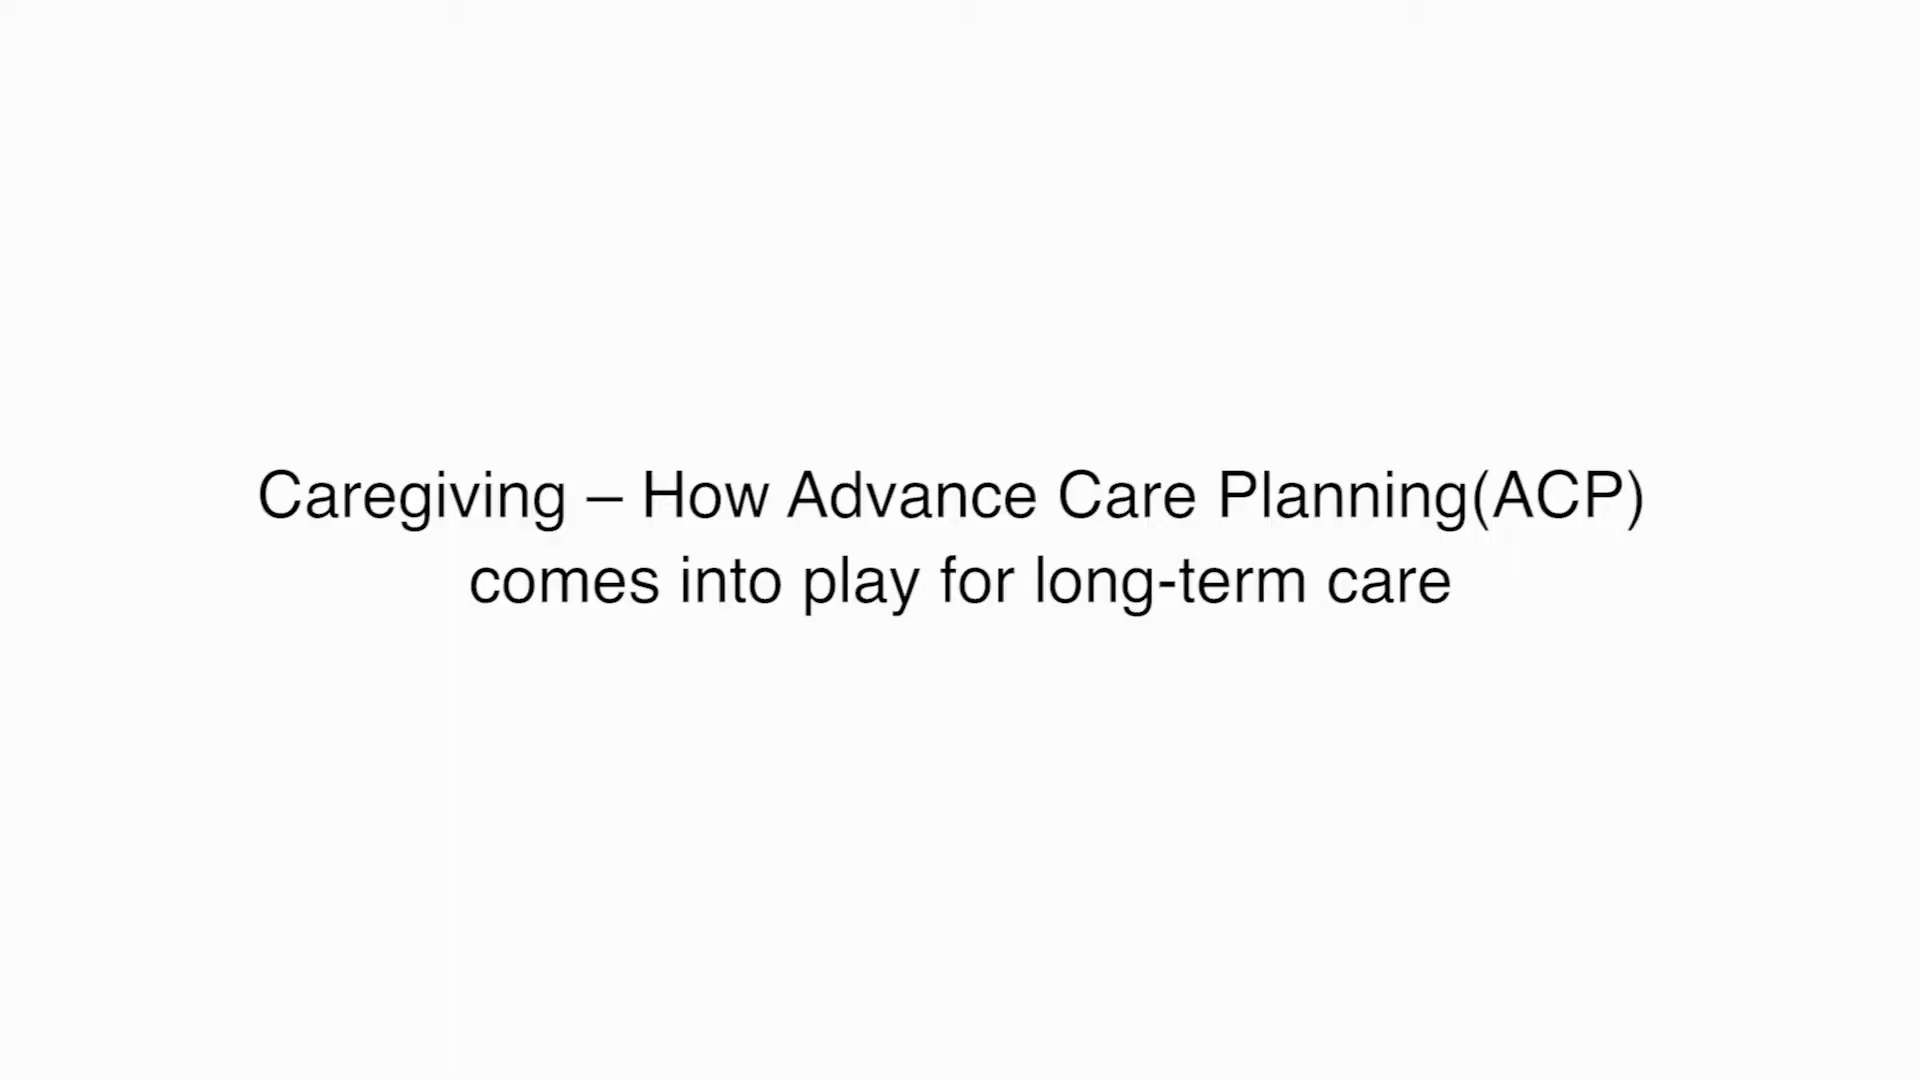 Caregiving – How Advance Care Planning(ACP)
comes into play for long-term care